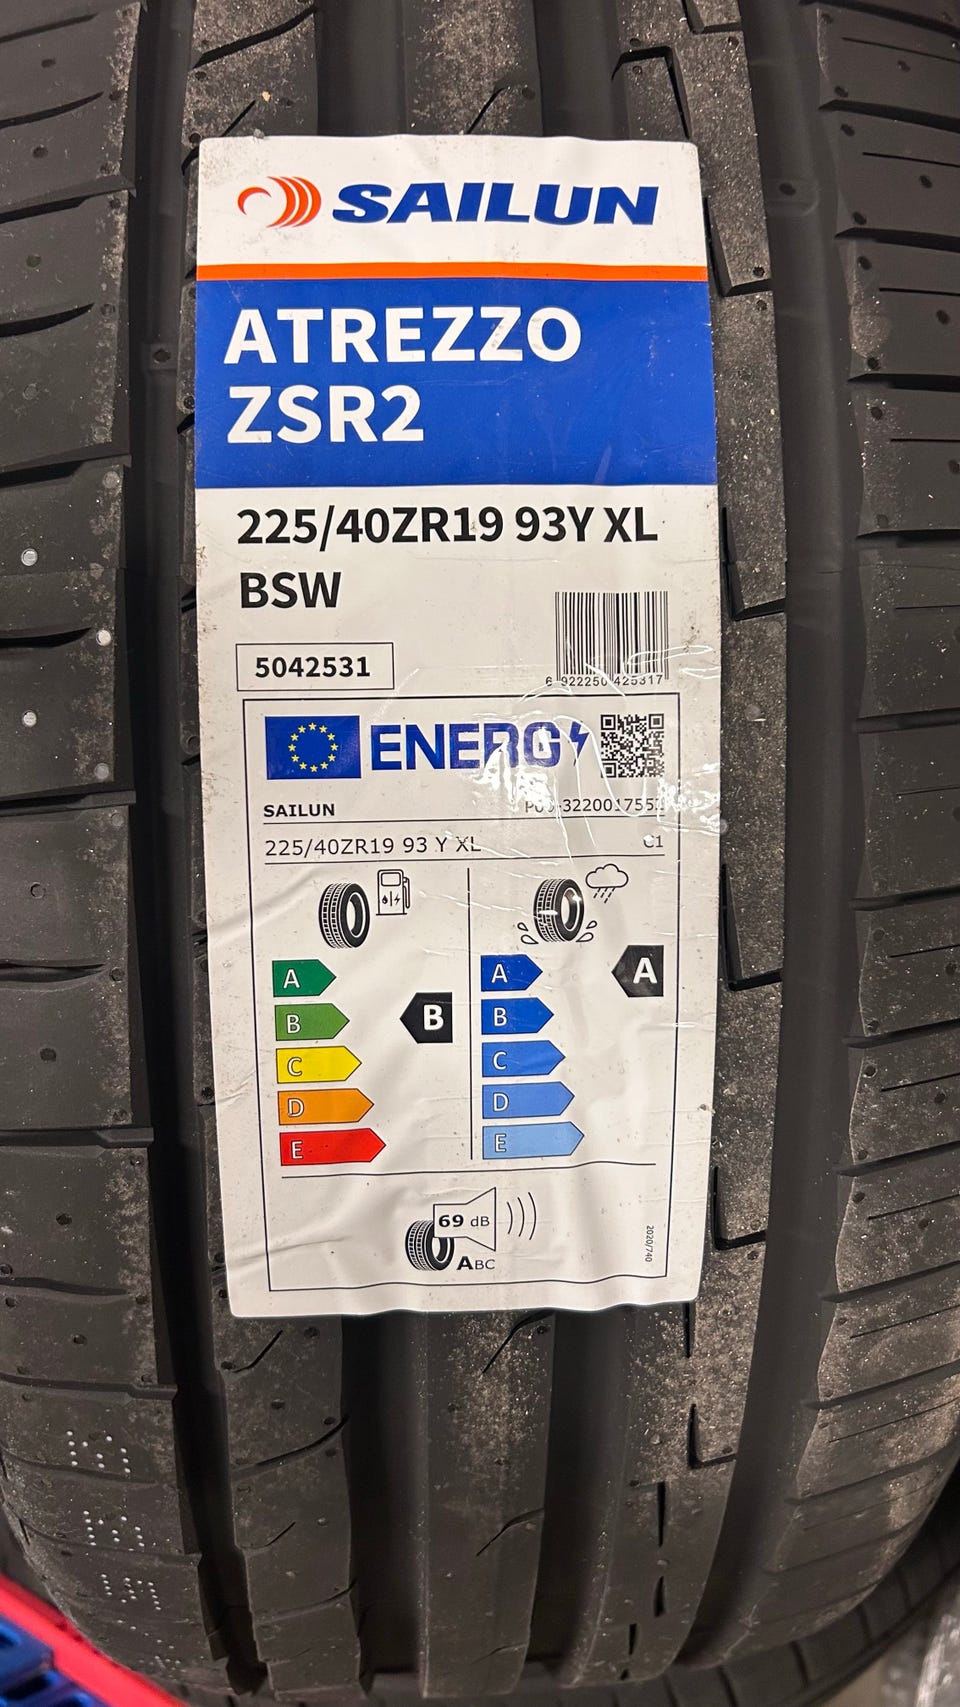 SAILUN
ATREZZO
ZSR2
225/40ZR19 93Y XL
BSW
5042531
6 922250 425317
ENERG
SAILUN
225/40ZR19 93 Y XL
C1
A
B
C
D
E
B
A
B
C
D
E
A
69 dB
ABC
2020/740